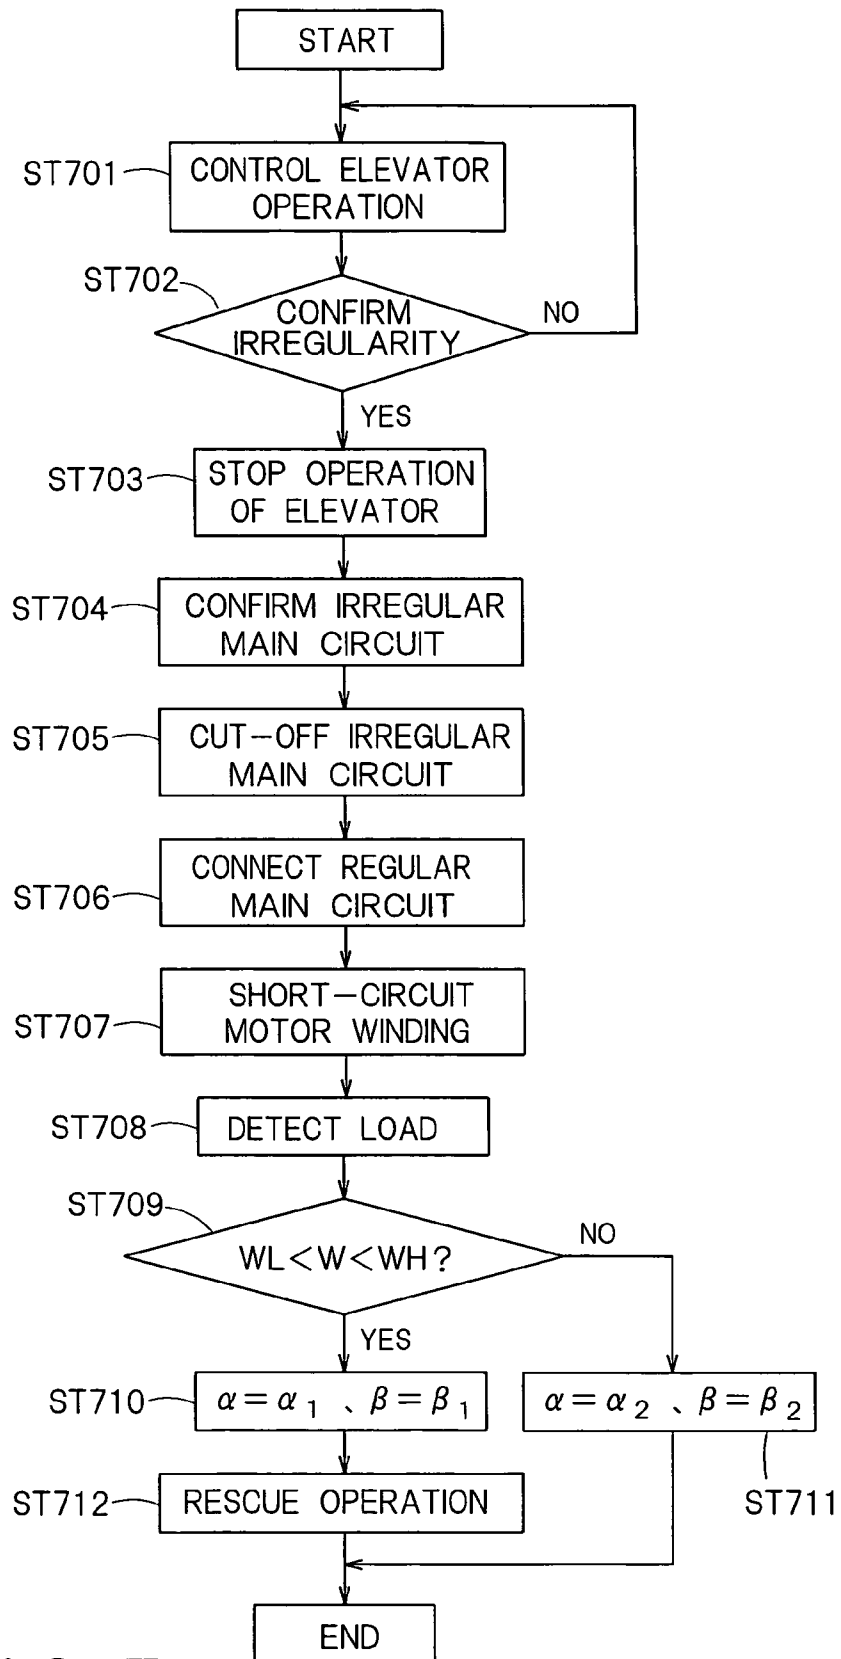 START
ST701
CONTROL ELEVATOR
OPERATION
ST702
CONFIRM
IRREGULARITY
NO
YES
ST703
STOP OPERATION
OF ELEVATOR
ST704
CONFIRM IRREGULAR
MAIN CIRCUIT
ST705
CUT-OFF IRREGULAR
MAIN CIRCUIT
ST706
CONNECT REGULAR
MAIN CIRCUIT
ST707
SHORT-CIRCUIT
MOTOR WINDING
ST708
DETECT LOAD
ST709
WL<W<WH?
NO
YES
ST710
α=α₁、β=β₁
α=α₂、β=β₂
ST711
ST712
RESCUE OPERATION
END